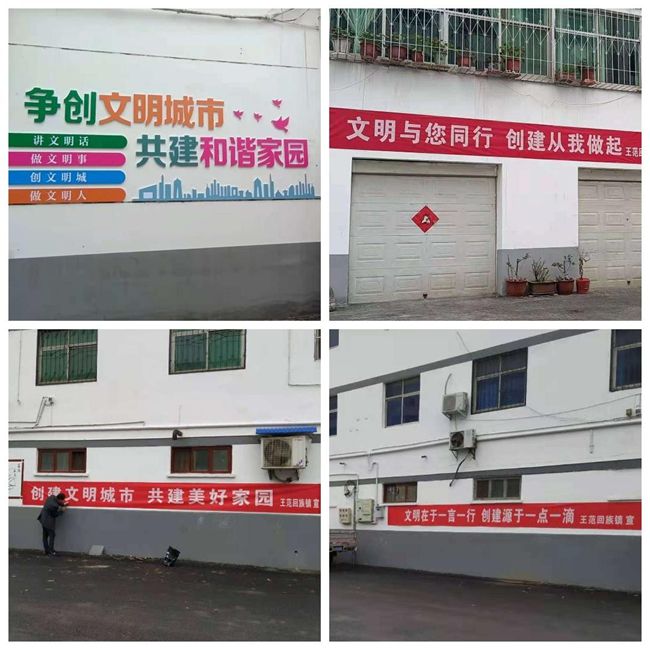 争创文明城市
共建和谐家园
讲文明话
做文明事
创文明城
做文明人
文明与您同行 创建从我做起 王范回
创建文明城市 共建美好家园 王范回族镇 宣
文明在于一言一行 创建源于一点一滴 王范回族镇 宣